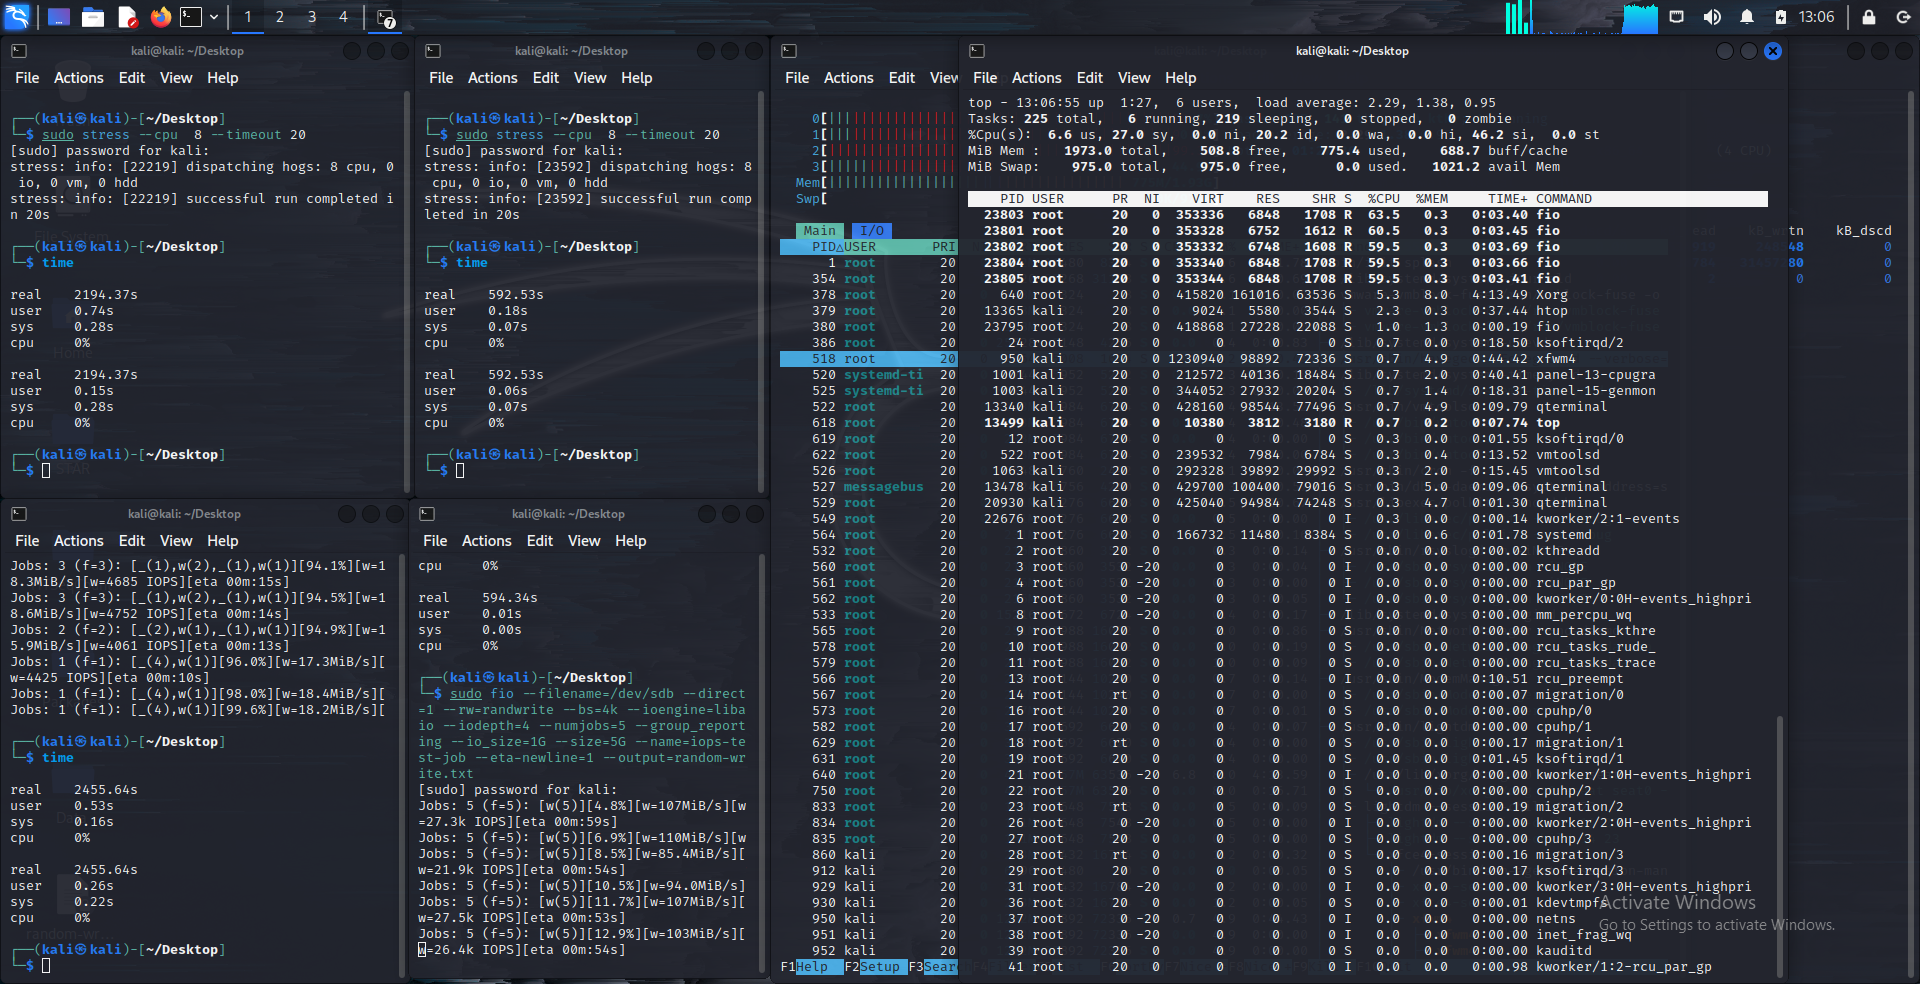 1 2 3 4 7 13:06
kali@kali: ~/Desktop
File Actions Edit View Help
┌──(kali㉿kali)-[~/Desktop]
└─$ sudo stress --cpu  8 --timeout 20
[sudo] password for kali:
stress: info: [22219] dispatching hogs: 8 cpu, 0
 io, 0 vm, 0 hdd
stress: info: [22219] successful run completed i
n 20s
┌──(kali㉿kali)-[~/Desktop]
└─$ time
real    2194.37s
user    0.74s
sys     0.28s
cpu     0%
real    2194.37s
user    0.15s
sys     0.28s
cpu     0%
┌──(kali㉿kali)-[~/Desktop]
└─$
kali@kali: ~/Desktop
File Actions Edit View Help
┌──(kali㉿kali)-[~/Desktop]
└─$ sudo stress --cpu  8 --timeout 20
[sudo] password for kali:
stress: info: [23592] dispatching hogs: 8
 cpu, 0 io, 0 vm, 0 hdd
stress: info: [23592] successful run comp
leted in 20s
┌──(kali㉿kali)-[~/Desktop]
└─$ time
real    592.53s
user    0.18s
sys     0.07s
cpu     0%
real    592.53s
user    0.06s
sys     0.07s
cpu     0%
┌──(kali㉿kali)-[~/Desktop]
└─$
kali@kali: ~/Desktop
File Actions Edit View Help
Jobs: 3 (f=3): [_(1),w(2),_(1),w(1)][94.1%][w=1
8.3MiB/s][w=4685 IOPS][eta 00m:15s]
Jobs: 3 (f=3): [_(1),w(2),_(1),w(1)][94.5%][w=1
8.6MiB/s][w=4752 IOPS][eta 00m:14s]
Jobs: 2 (f=2): [_(2),w(1),_(1),w(1)][94.9%][w=1
5.9MiB/s][w=4061 IOPS][eta 00m:13s]
Jobs: 1 (f=1): [_(4),w(1)][96.0%][w=17.3MiB/s][
w=4425 IOPS][eta 00m:10s]
Jobs: 1 (f=1): [_(4),w(1)][98.0%][w=18.4MiB/s][
Jobs: 1 (f=1): [_(4),w(1)][99.6%][w=18.2MiB/s][
┌──(kali㉿kali)-[~/Desktop]
└─$ time
real    2455.64s
user    0.53s
sys     0.16s
cpu     0%
real    2455.64s
user    0.26s
sys     0.22s
cpu     0%
┌──(kali㉿kali)-[~/Desktop]
└─$
kali@kali: ~/Desktop
File Actions Edit View Help
cpu     0%
real    594.34s
user    0.01s
sys     0.00s
cpu     0%
┌──(kali㉿kali)-[~/Desktop]
└─$ sudo fio --filename=/dev/sdb --direct
=1 --rw=randwrite --bs=4k --ioengine=liba
io --iodepth=4 --numjobs=5 --group_report
ing --io_size=1G --size=5G --name=iops-te
st-job --eta-newline=1 --output=random-wr
ite.txt
[sudo] password for kali:
Jobs: 5 (f=5): [w(5)][4.8%][w=107MiB/s][w
=27.3k IOPS][eta 00m:59s]
Jobs: 5 (f=5): [w(5)][6.9%][w=110MiB/s][w
Jobs: 5 (f=5): [w(5)][8.5%][w=85.4MiB/s][
w=21.9k IOPS][eta 00m:54s]
Jobs: 5 (f=5): [w(5)][10.5%][w=94.0MiB/s]
Jobs: 5 (f=5): [w(5)][11.7%][w=107MiB/s][
w=27.5k IOPS][eta 00m:53s]
Jobs: 5 (f=5): [w(5)][12.9%][w=103MiB/s][
w=26.4k IOPS][eta 00m:54s]
File Actions Edit View
0[|||
1[|||
2[
3[
Mem[
Swp[
Main I/O
PID△USER PRI
1 root 20
354 root 20
378 root 20
379 root 20
380 root 20
386 root 20
518 root 20
520 systemd-ti 20
525 systemd-ti 20
522 root 20
618 root 20
619 root 20
622 root 20
526 root 20
527 messagebus 20
529 root 20
549 root 20
564 root 20
532 root 20
560 root 20
561 root 20
562 root 20
533 root 20
565 root 20
578 root 20
579 root 20
566 root 20
567 root 20
573 root 20
582 root 20
629 root 20
631 root 20
640 root 20
750 root 20
833 root 20
834 root 20
835 root 20
860 kali 20
912 kali 20
929 kali 20
930 kali 20
950 kali 20
951 kali 20
952 kali 20
F1Help F2Setup F3Sear
kali@kali: ~/Desktop
File Actions Edit View Help
top - 13:06:55 up  1:27,  6 users,  load average: 2.29, 1.38, 0.95
Tasks: 225 total,   6 running, 219 sleeping,   0 stopped,   0 zombie
%Cpu(s):  6.6 us, 27.0 sy,  0.0 ni, 20.2 id,  0.0 wa,  0.0 hi, 46.2 si,  0.0 st
MiB Mem :   1973.0 total,    508.8 free,    775.4 used,    688.7 buff/cache
MiB Swap:    975.0 total,    975.0 free,      0.0 used.   1021.2 avail Mem
PID USER PR NI VIRT RES SHR S %CPU %MEM TIME+ COMMAND
23803 root 20 0 353336 6848 1708 R 63.5 0.3 0:03.40 fio
23801 root 20 0 353328 6752 1612 R 60.5 0.3 0:03.45 fio
23802 root 20 0 353332 6748 1608 R 59.5 0.3 0:03.69 fio
23804 root 20 0 353340 6848 1708 R 59.5 0.3 0:03.66 fio
23805 root 20 0 353344 6848 1708 R 59.5 0.3 0:03.41 fio
640 root 20 0 415820 161016 63536 S 5.3 8.0 4:13.49 Xorg
13365 kali 20 0 9024 5580 3544 S 2.3 0.3 0:37.44 htop
23795 root 20 0 418868 27228 22088 S 1.0 1.3 0:00.19 fio
24 root 20 0 0 0 0 S 0.7 0.0 0:18.50 ksoftirqd/2
950 kali 20 0 1230940 98892 72336 S 0.7 4.9 0:44.42 xfwm4
1001 kali 20 0 212572 40136 18484 S 0.7 2.0 0:40.41 panel-13-cpugra
1003 kali 20 0 344052 27932 20204 S 0.7 1.4 0:18.31 panel-15-genmon
13340 kali 20 0 428160 98544 77496 S 0.7 4.9 0:09.79 qterminal
13499 kali 20 0 10380 3812 3180 R 0.7 0.2 0:07.74 top
12 root 20 0 0 0 0 S 0.3 0.0 0:01.55 ksoftirqd/0
522 root 20 0 239532 7984 6784 S 0.3 0.4 0:13.52 vmtoolsd
1063 kali 20 0 292328 39892 29992 S 0.3 2.0 0:15.45 vmtoolsd
13478 kali 20 0 429700 100400 79016 S 0.3 5.0 0:09.06 qterminal
20930 kali 20 0 425040 94984 74248 S 0.3 4.7 0:01.30 qterminal
22676 root 20 0 0 0 0 I 0.3 0.0 0:00.14 kworker/2:1-events
1 root 20 0 166732 11480 8384 S 0.0 0.6 0:01.78 systemd
2 root 20 0 0 0 0 S 0.0 0.0 0:00.02 kthreadd
3 root 0 -20 0 0 0 I 0.0 0.0 0:00.00 rcu_gp
4 root 0 -20 0 0 0 I 0.0 0.0 0:00.00 rcu_par_gp
6 root 0 -20 0 0 0 I 0.0 0.0 0:00.00 kworker/0:0H-events_highpri
8 root 0 -20 0 0 0 I 0.0 0.0 0:00.00 mm_percpu_wq
9 root 20 0 0 0 0 S 0.0 0.0 0:00.00 rcu_tasks_kthre
10 root 20 0 0 0 0 S 0.0 0.0 0:00.00 rcu_tasks_rude_
11 root 20 0 0 0 0 S 0.0 0.0 0:00.00 rcu_tasks_trace
13 root 20 0 0 0 0 I 0.0 0.0 0:10.51 rcu_preempt
14 root rt 0 0 0 0 S 0.0 0.0 0:00.07 migration/0
16 root 20 0 0 0 0 S 0.0 0.0 0:00.00 cpuhp/0
17 root 20 0 0 0 0 S 0.0 0.0 0:00.00 cpuhp/1
18 root rt 0 0 0 0 S 0.0 0.0 0:00.17 migration/1
19 root 20 0 0 0 0 S 0.0 0.0 0:01.45 ksoftirqd/1
21 root 0 -20 0 0 0 I 0.0 0.0 0:00.00 kworker/1:0H-events_highpri
22 root 20 0 0 0 0 S 0.0 0.0 0:00.00 cpuhp/2
23 root rt 0 0 0 0 S 0.0 0.0 0:00.19 migration/2
26 root 0 -20 0 0 0 I 0.0 0.0 0:00.00 kworker/2:0H-events_highpri
27 root 20 0 0 0 0 S 0.0 0.0 0:00.00 cpuhp/3
28 root rt 0 0 0 0 S 0.0 0.0 0:00.16 migration/3
29 root 20 0 0 0 0 S 0.0 0.0 0:00.17 ksoftirqd/3
31 root 0 -20 0 0 0 I 0.0 0.0 0:00.00 kworker/3:0H-events_highpri
36 root 20 0 0 0 0 S 0.0 0.0 0:00.01 kdevtmpfs
37 root 0 -20 0 0 0 I 0.0 0.0 0:00.00 netns
38 root 0 -20 0 0 0 I 0.0 0.0 0:00.00 inet_frag_wq
39 root 20 0 0 0 0 S 0.0 0.0 0:00.00 kauditd
41 root 20 0 0 0 0 I 0.0 0.0 0:00.98 kworker/1:2-rcu_par_gp
kB_wrtn kB_dscd
48 0
80 0
0 0
Activate Windows
Go to Settings to activate Windows.